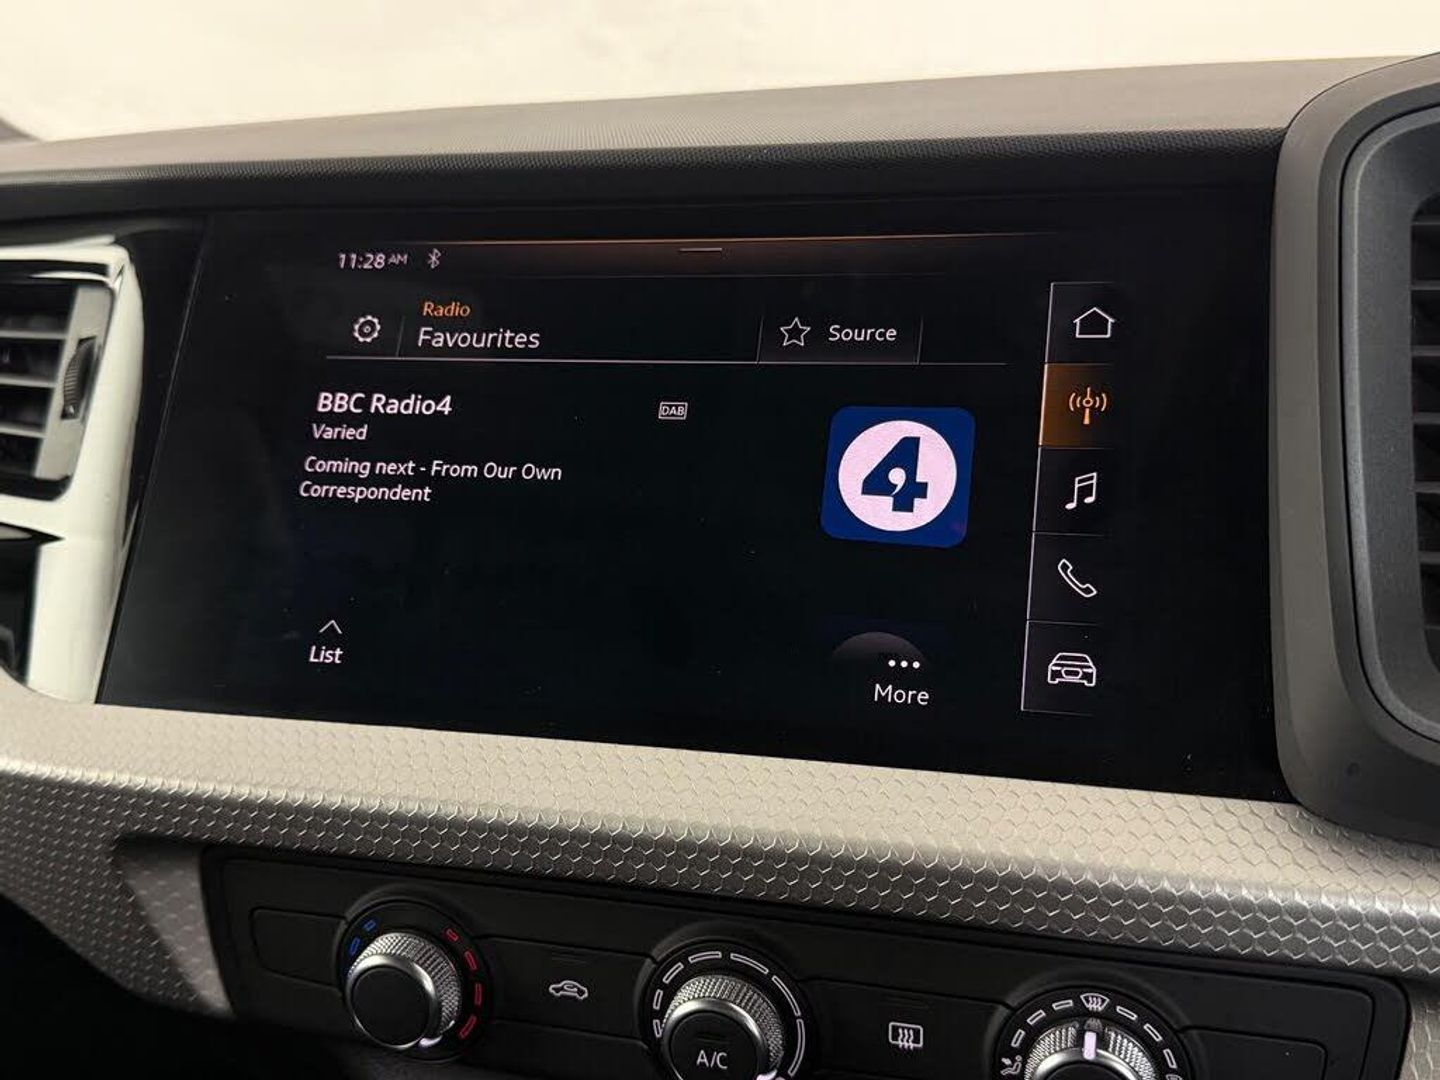 11:28 AM
Radio
Favourites
Source
BBC Radio4
DAB
Varied
Coming next - From Our Own
Correspondent
4
List
More
A/C